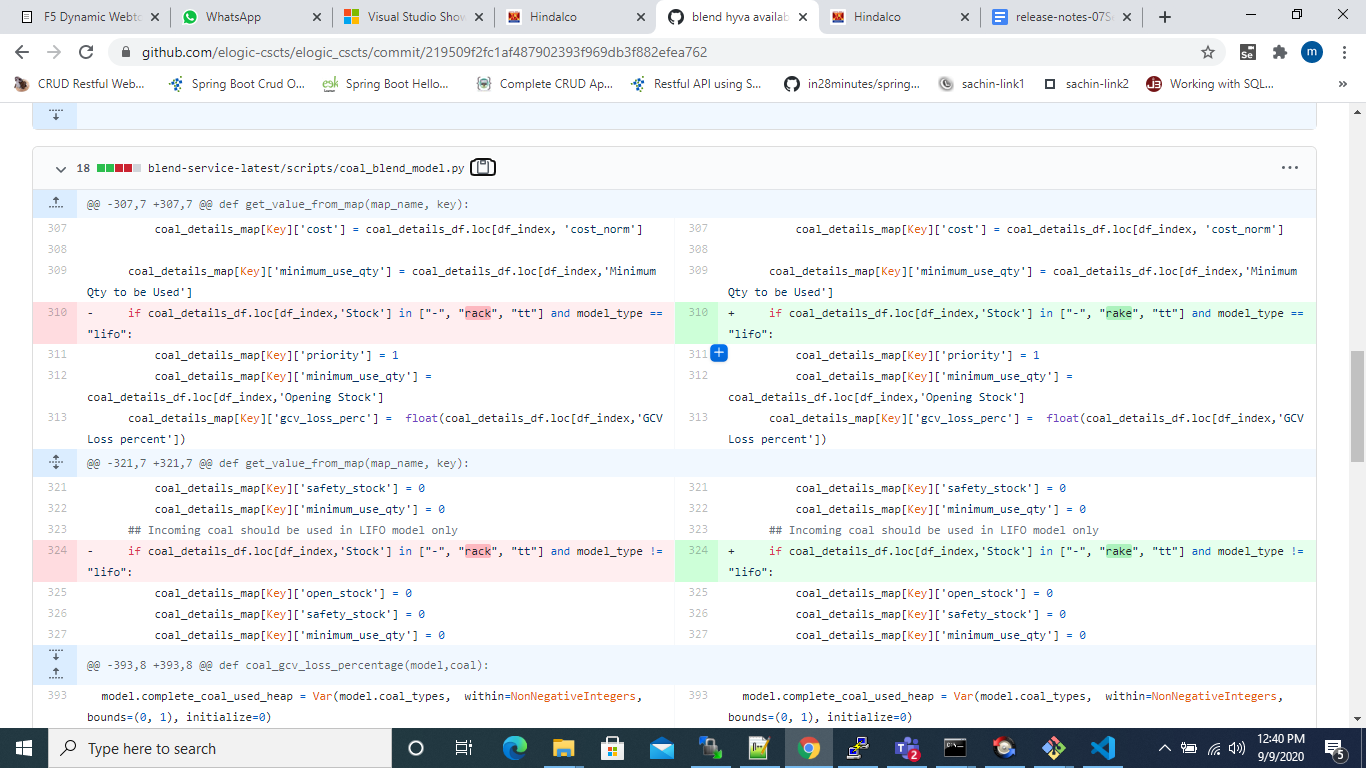 F5 Dynamic Webto
WhatsApp
Visual Studio Show
Hindalco
blend hyva availab
Hindalco
release-notes-07Se
github.com/elogic-cscts/elogic_cscts/commit/219509f2fc1af487902393f969db3f882efea762
Se
m
CRUD Restful Web...
Spring Boot Crud O...
Spring Boot Hello...
Complete CRUD Ap...
Restful API using S...
in28minutes/spring...
sachin-link1
sachin-link2
Working with SQL...
»
18 blend-service-latest/scripts/coal_blend_model.py
@@ -307,7 +307,7 @@ def get_value_from_map(map_name, key):
307 coal_details_map[Key]['cost'] = coal_details_df.loc[df_index, 'cost_norm'] 307 coal_details_map[Key]['cost'] = coal_details_df.loc[df_index, 'cost_norm']
308 308
309 coal_details_map[Key]['minimum_use_qty'] = coal_details_df.loc[df_index,'Minimum 309 coal_details_map[Key]['minimum_use_qty'] = coal_details_df.loc[df_index,'Minimum
Qty to be Used'] Qty to be Used']
310 - if coal_details_df.loc[df_index,'Stock'] in ["-", "rack", "tt"] and model_type == 310 + if coal_details_df.loc[df_index,'Stock'] in ["-", "rake", "tt"] and model_type ==
"lifo": "lifo":
311 coal_details_map[Key]['priority'] = 1 311 + coal_details_map[Key]['priority'] = 1
312 coal_details_map[Key]['minimum_use_qty'] = 312 coal_details_map[Key]['minimum_use_qty'] =
coal_details_df.loc[df_index,'Opening Stock'] coal_details_df.loc[df_index,'Opening Stock']
313 coal_details_map[Key]['gcv_loss_perc'] = float(coal_details_df.loc[df_index,'GCV 313 coal_details_map[Key]['gcv_loss_perc'] = float(coal_details_df.loc[df_index,'GCV
Loss percent']) Loss percent'])
@@ -321,7 +321,7 @@ def get_value_from_map(map_name, key):
321 coal_details_map[Key]['safety_stock'] = 0 321 coal_details_map[Key]['safety_stock'] = 0
322 coal_details_map[Key]['minimum_use_qty'] = 0 322 coal_details_map[Key]['minimum_use_qty'] = 0
323 ## Incoming coal should be used in LIFO model only 323 ## Incoming coal should be used in LIFO model only
324 - if coal_details_df.loc[df_index,'Stock'] in ["-", "rack", "tt"] and model_type != 324 + if coal_details_df.loc[df_index,'Stock'] in ["-", "rake", "tt"] and model_type !=
"lifo": "lifo":
325 coal_details_map[Key]['open_stock'] = 0 325 coal_details_map[Key]['open_stock'] = 0
326 coal_details_map[Key]['safety_stock'] = 0 326 coal_details_map[Key]['safety_stock'] = 0
327 coal_details_map[Key]['minimum_use_qty'] = 0 327 coal_details_map[Key]['minimum_use_qty'] = 0
@@ -393,8 +393,8 @@ def coal_gcv_loss_percentage(model,coal):
393 model.complete_coal_used_heap = Var(model.coal_types, within=NonNegativeIntegers, 393 model.complete_coal_used_heap = Var(model.coal_types, within=NonNegativeIntegers,
bounds=(0, 1), initialize=0) bounds=(0, 1), initialize=0)
Type here to search
2
12:40 PM
9/9/2020
5